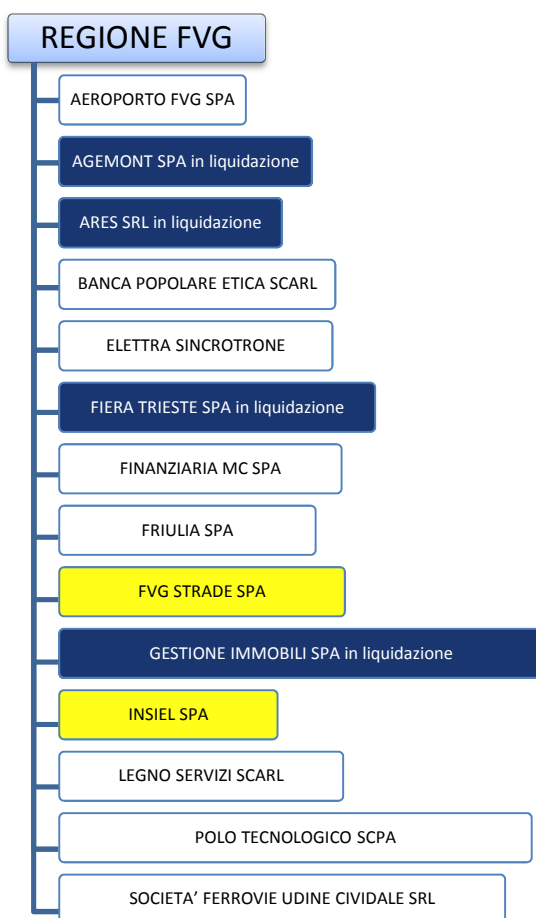 REGIONE FVG
AEROPORTO FVG SPA
AGEMONT SPA in liquidazione
ARES SRL in liquidazione
BANCA POPOLARE ETICA SCARL
ELETTRA SINCROTRONE
FIERA TRIESTE SPA in liquidazione
FINANZIARIA MC SPA
FRIULIA SPA
FVG STRADE SPA
GESTIONE IMMOBILI SPA in liquidazione
INSIEL SPA
LEGNO SERVIZI SCARL
POLO TECNOLOGICO SCPA
SOCIETA’ FERROVIE UDINE CIVIDALE SRL